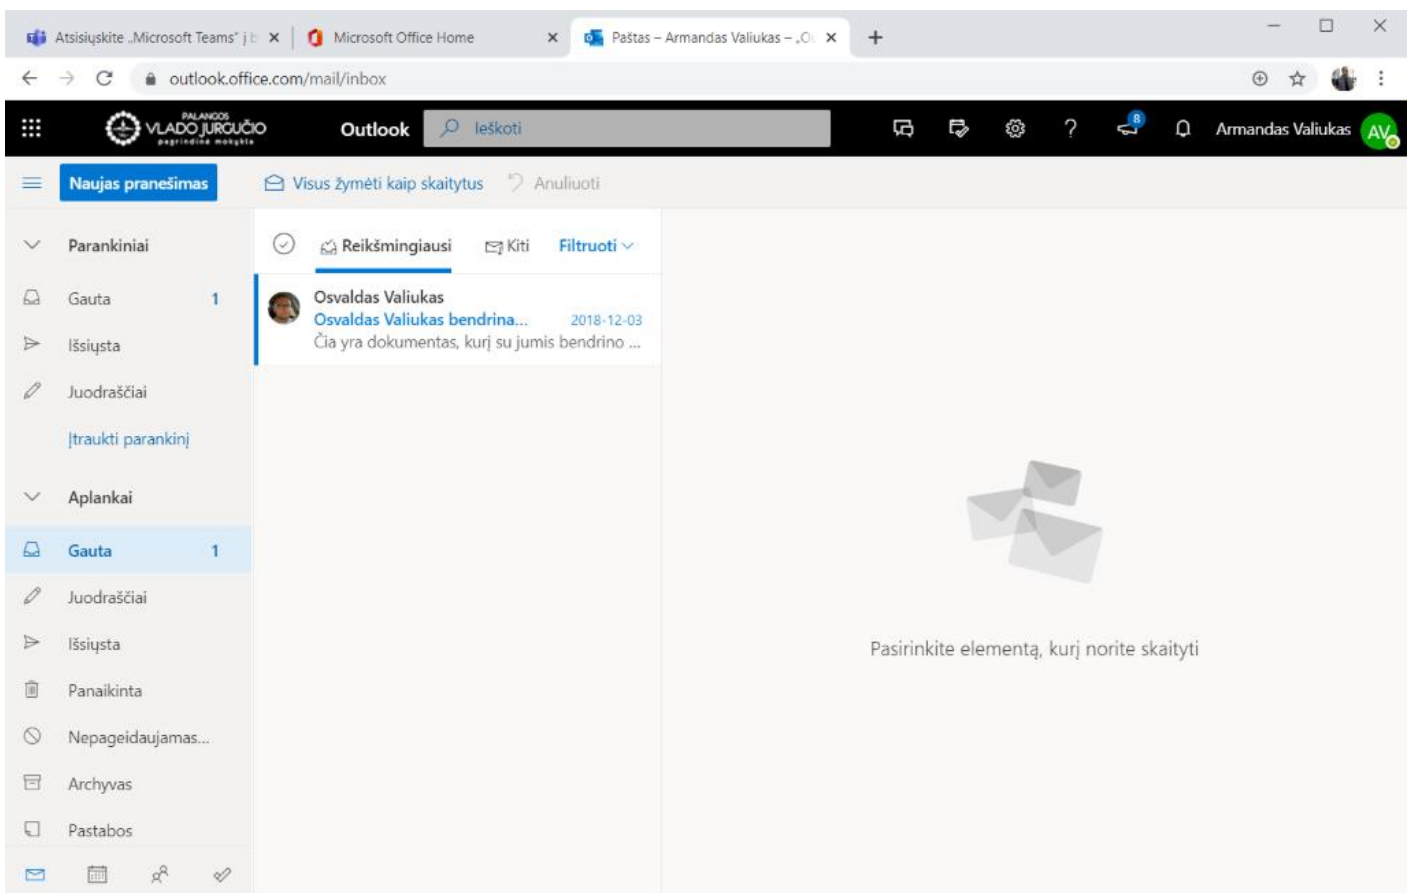 Atsisiųskite „Microsoft Teams“ į
Microsoft Office Home
Paštas – Armandas Valiukas – „
outlook.office.com/mail/inbox
PALANGOS
VLADO JURGUČIO
pagrindinė mokykla
Outlook
Ieškoti
8
Armandas Valiukas
AV
Naujas pranešimas
Visus žymėti kaip skaitytus
Anuliuoti
Parankiniai
Gauta 1
Išsiųsta
Juodraščiai
Įtraukti parankinį
Aplankai
Gauta 1
Juodraščiai
Išsiųsta
Panaikinta
Nepageidaujamas...
Archyvas
Pastabos
Reikšmingiausi
Kiti
Filtruoti
Osvaldas Valiukas
Osvaldas Valiukas bendrina... 2018-12-03
Čia yra dokumentas, kurį su jumis bendrino ...
Pasirinkite elementą, kurį norite skaityti